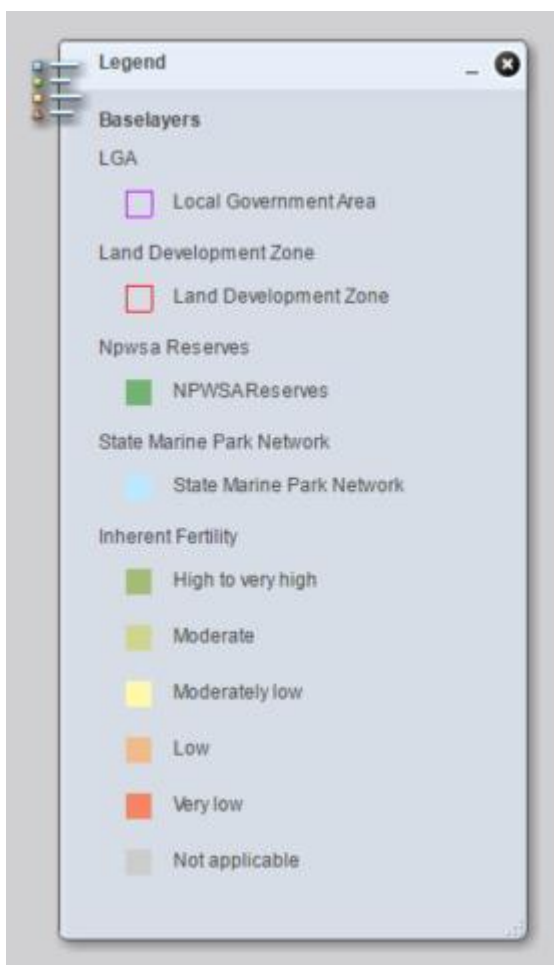 Legend
Baselayers
LGA
Local Government Area
Land Development Zone
Land Development Zone
Npwsa Reserves
NPWSA Reserves
State Marine Park Network
State Marine Park Network
Inherent Fertility
High to very high
Moderate
Moderately low
Low
Very low
Not applicable